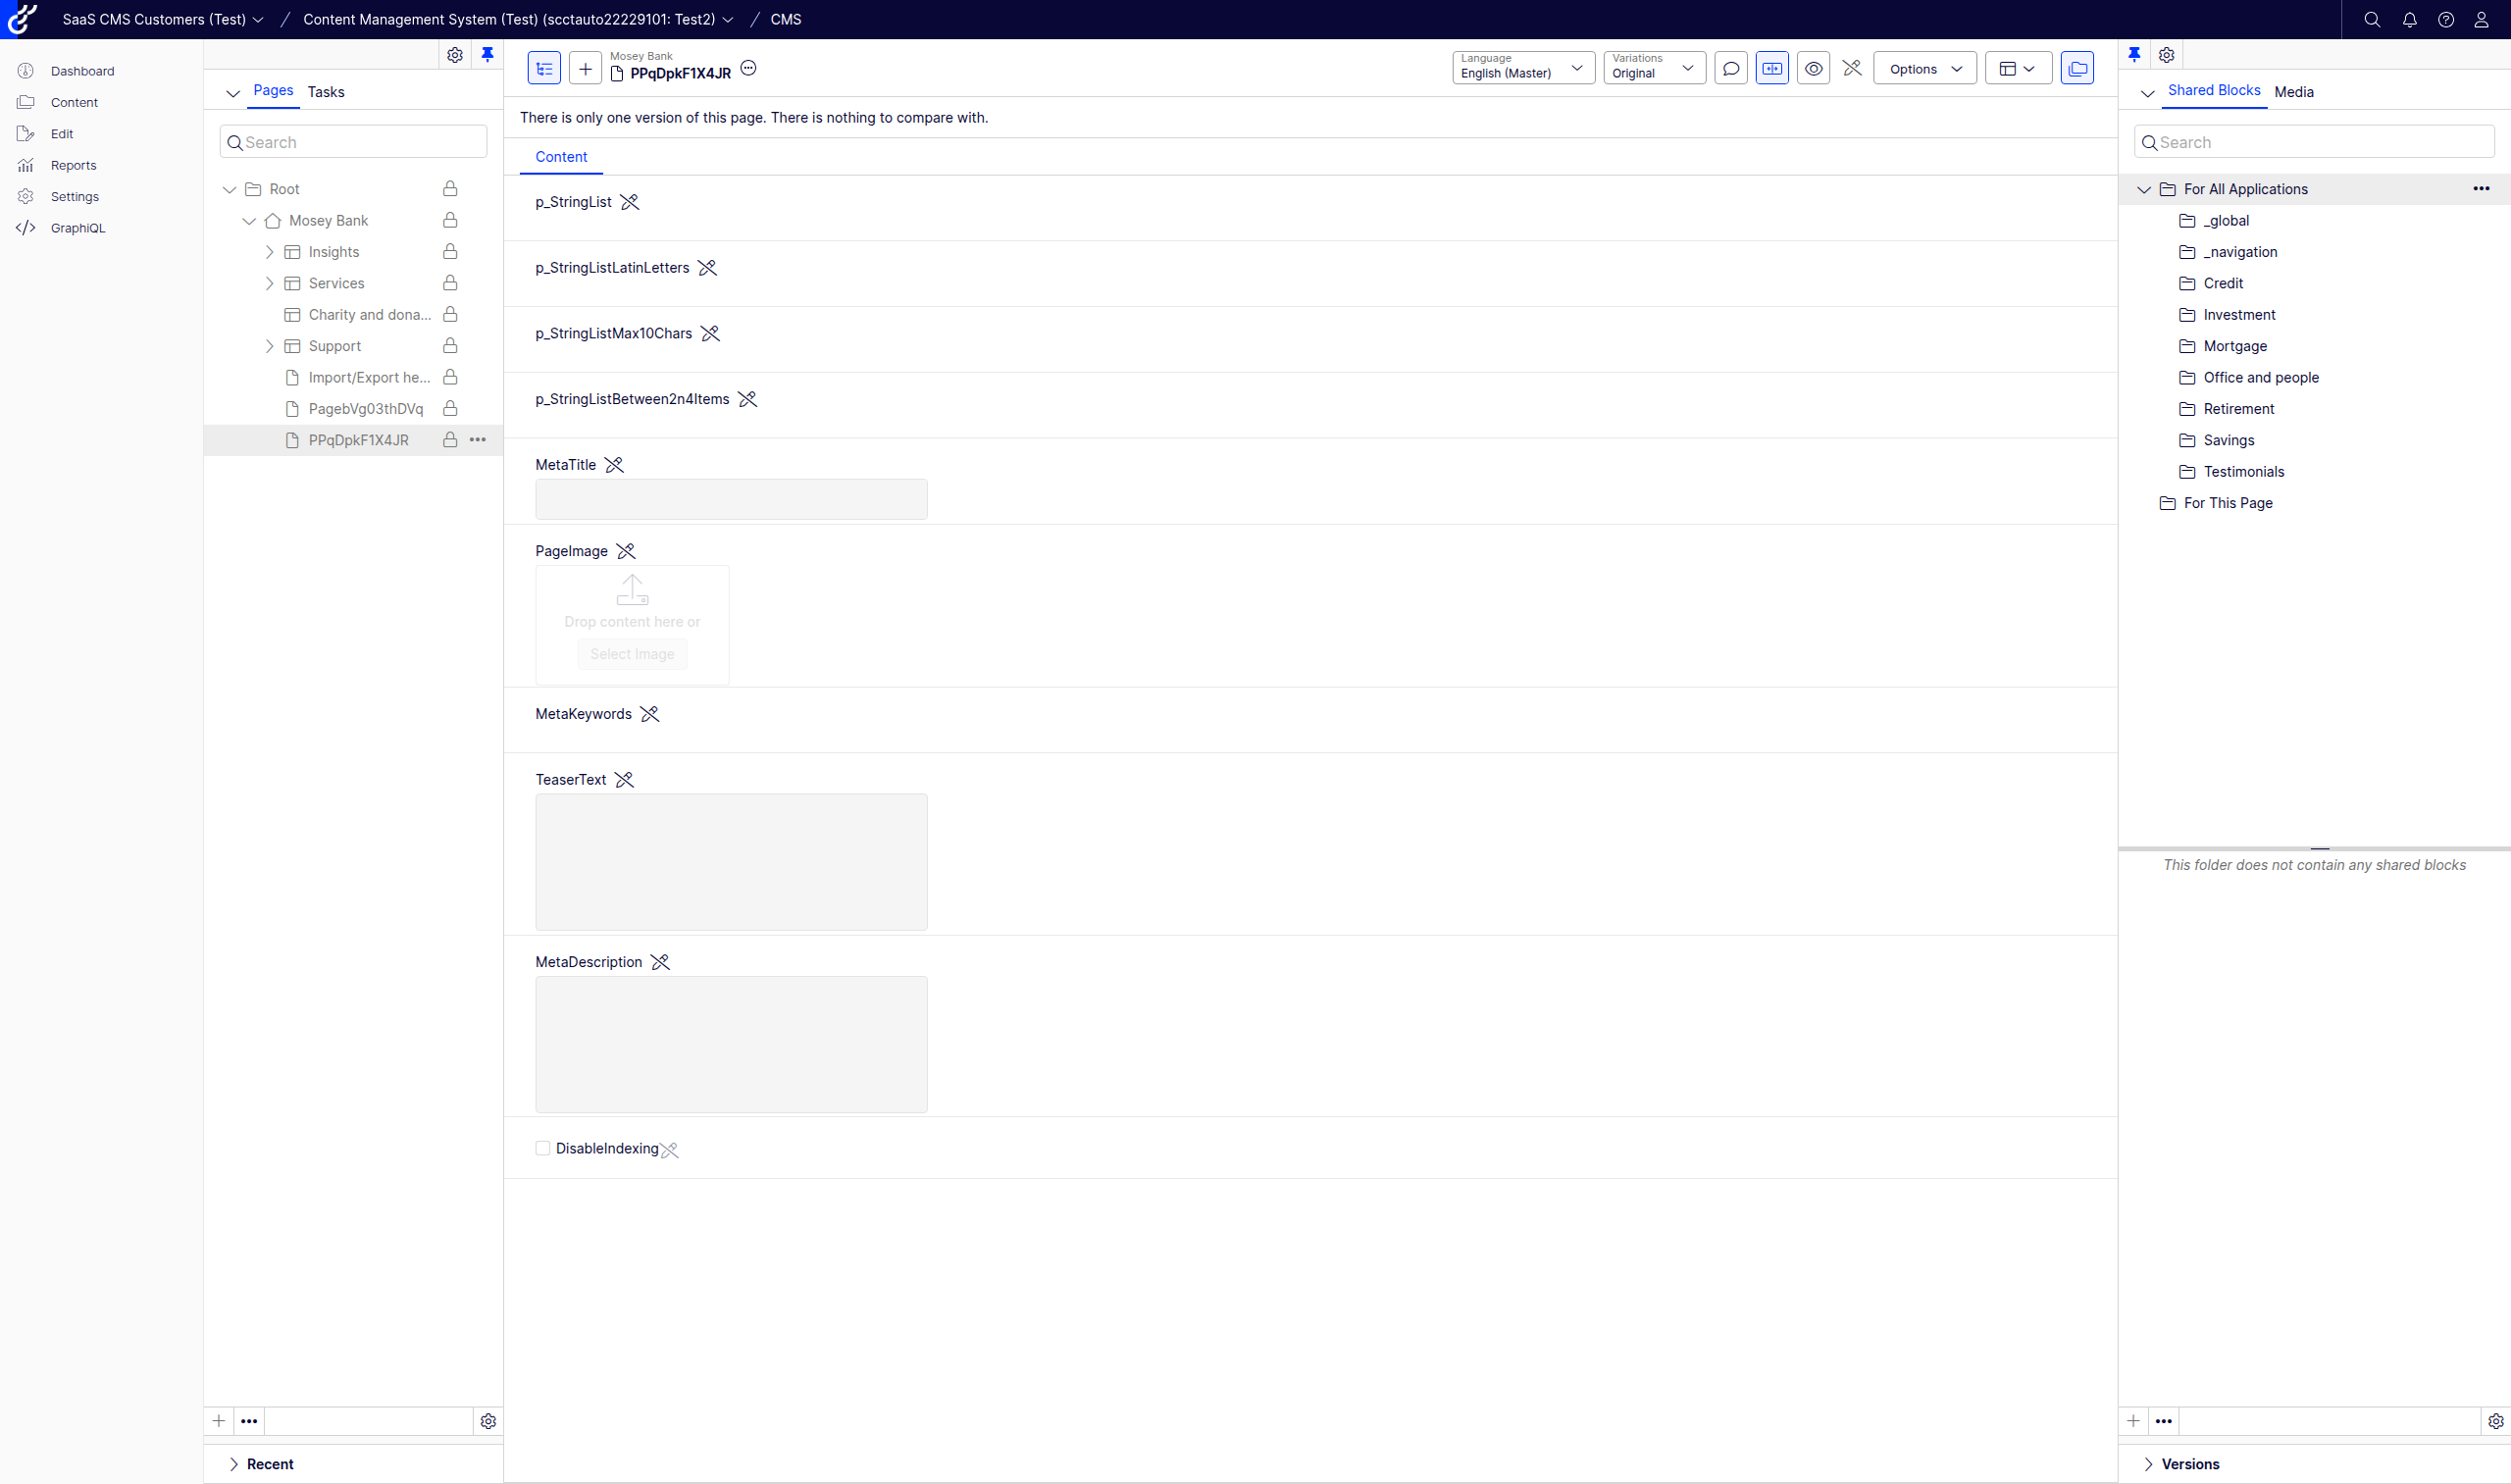 SaaS CMS Customers (Test) / Content Management System (Test) (scctauto22229101: Test2) / CMS
Dashboard
Content
Edit
Reports
Settings
GraphiQL
Pages Tasks
Search
Root
Mosey Bank
Insights
Services
Charity and dona...
Support
Import/Export he...
PagebVg03thDVq
PPqDpkF1X4JR
Recent
Mosey Bank
PPqDpkF1X4JR
Language
English (Master)
Variations
Original
Options
There is only one version of this page. There is nothing to compare with.
Content
p_StringList
p_StringListLatinLetters
p_StringListMax10Chars
p_StringListBetween2n4Items
MetaTitle
PageImage
Drop content here or
Select Image
MetaKeywords
TeaserText
MetaDescription
DisableIndexing
Shared Blocks Media
Search
For All Applications
_global
_navigation
Credit
Investment
Mortgage
Office and people
Retirement
Savings
Testimonials
For This Page
This folder does not contain any shared blocks
Versions